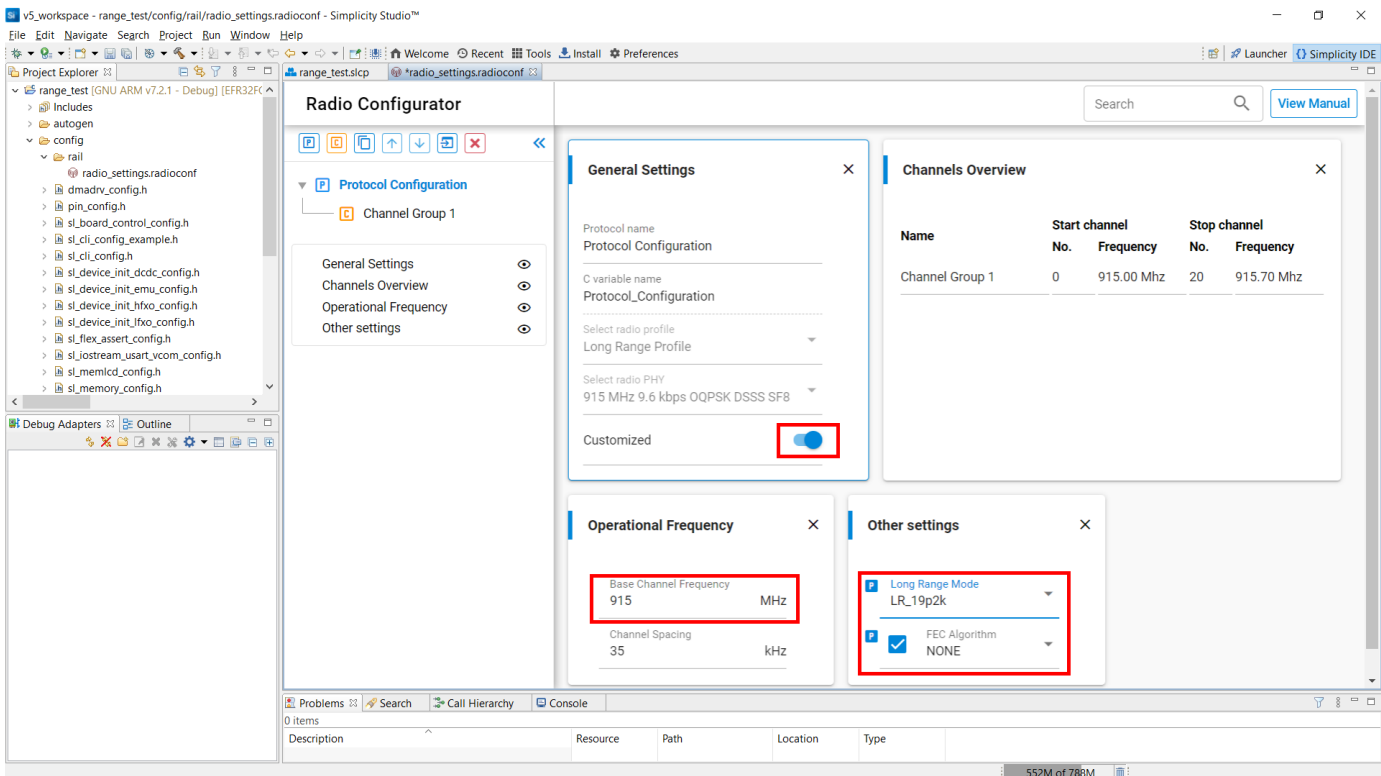 v5_workspace - range_test/config/rail/radio_settings.radioconf - Simplicity Studio™
File Edit Navigate Search Project Run Window Help
Welcome Recent Tools Install Preferences
Launcher {} Simplicity IDE
Project Explorer
range_test.slcp
*radio_settings.radioconf
range_test [GNU ARM v7.2.1 - Debug] [EFR32F
Includes
autogen
config
rail
radio_settings.radioconf
dmadrv_config.h
pin_config.h
sl_board_control_config.h
sl_cli_config_example.h
sl_cli_config.h
sl_device_init_dcdc_config.h
sl_device_init_emu_config.h
sl_device_init_hfxo_config.h
sl_device_init_lfxo_config.h
sl_flex_assert_config.h
sl_iostream_usart_vcom_config.h
sl_memlcd_config.h
sl_memory_config.h
Debug Adapters
Outline
Radio Configurator
Search
View Manual
P Protocol Configuration
C Channel Group 1
General Settings
Channels Overview
Operational Frequency
Other settings
General Settings
Protocol name
Protocol Configuration
C variable name
Protocol_Configuration
Select radio profile
Long Range Profile
Select radio PHY
915 MHz 9.6 kbps OQPSK DSSS SF8
Customized
Channels Overview
Start channel Stop channel
Name No. Frequency No. Frequency
Channel Group 1 0 915.00 Mhz 20 915.70 Mhz
Operational Frequency
Base Channel Frequency
915 MHz
Channel Spacing
35 kHz
Other settings
P Long Range Mode
LR_19p2k
P FEC Algorithm
NONE
Problems Search Call Hierarchy Console
0 items
Description Resource Path Location Type
552M of 788M